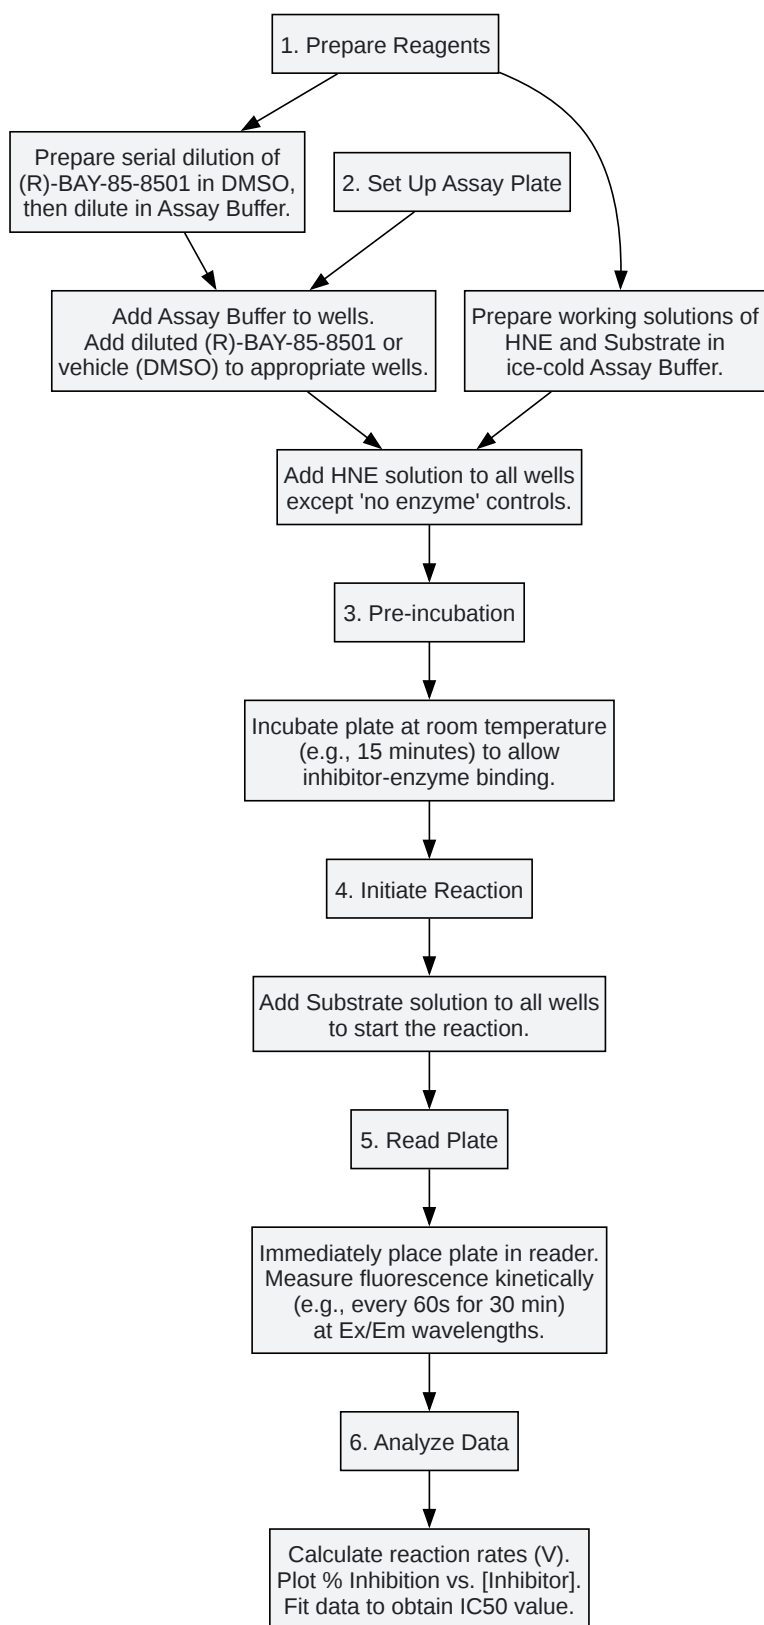 1. Prepare Reagents
Prepare serial dilution of
(R)-BAY-85-8501 in DMSO,
then dilute in Assay Buffer.
2. Set Up Assay Plate
Add Assay Buffer to wells.
Add diluted (R)-BAY-85-8501 or
vehicle (DMSO) to appropriate wells.
Prepare working solutions of
HNE and Substrate in
ice-cold Assay Buffer.
Add HNE solution to all wells
except 'no enzyme' controls.
3. Pre-incubation
Incubate plate at room temperature
(e.g., 15 minutes) to allow
inhibitor-enzyme binding.
4. Initiate Reaction
Add Substrate solution to all wells
to start the reaction.
5. Read Plate
Immediately place plate in reader.
Measure fluorescence kinetically
(e.g., every 60s for 30 min)
at Ex/Em wavelengths.
6. Analyze Data
Calculate reaction rates (V).
Plot % Inhibition vs. [Inhibitor].
Fit data to obtain IC50 value.